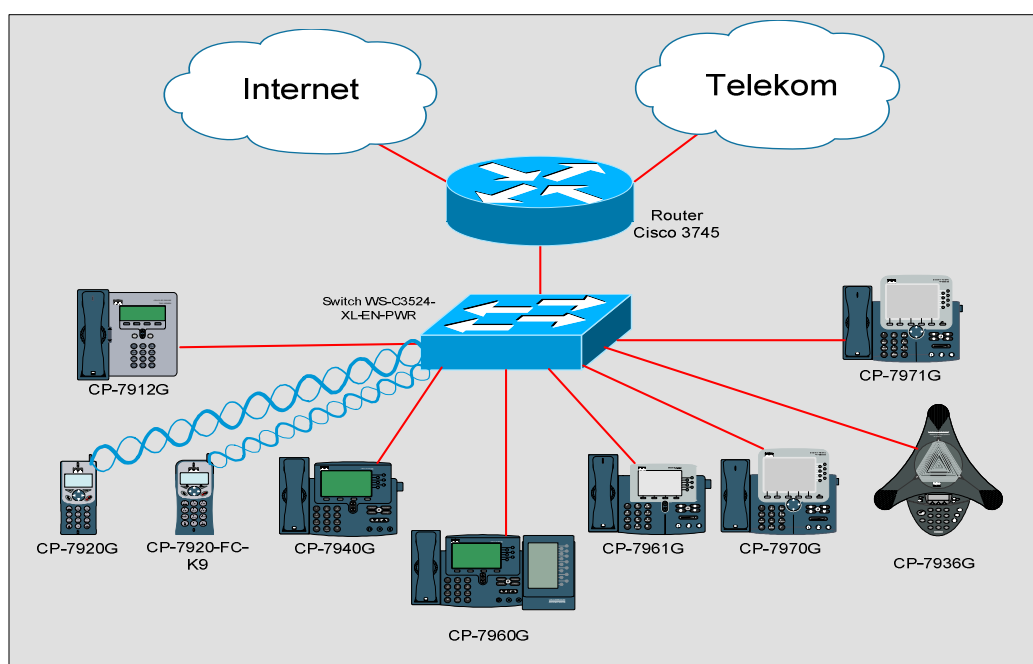 Internet
Telekom
Router
Cisco 3745
Switch WS-C3524-
XL-EN-PWR
CP-7912G
CP-7971G
CP-7920G
CP-7920-FC-
K9
CP-7940G
CP-7960G
CP-7961G
CP-7970G
CP-7936G